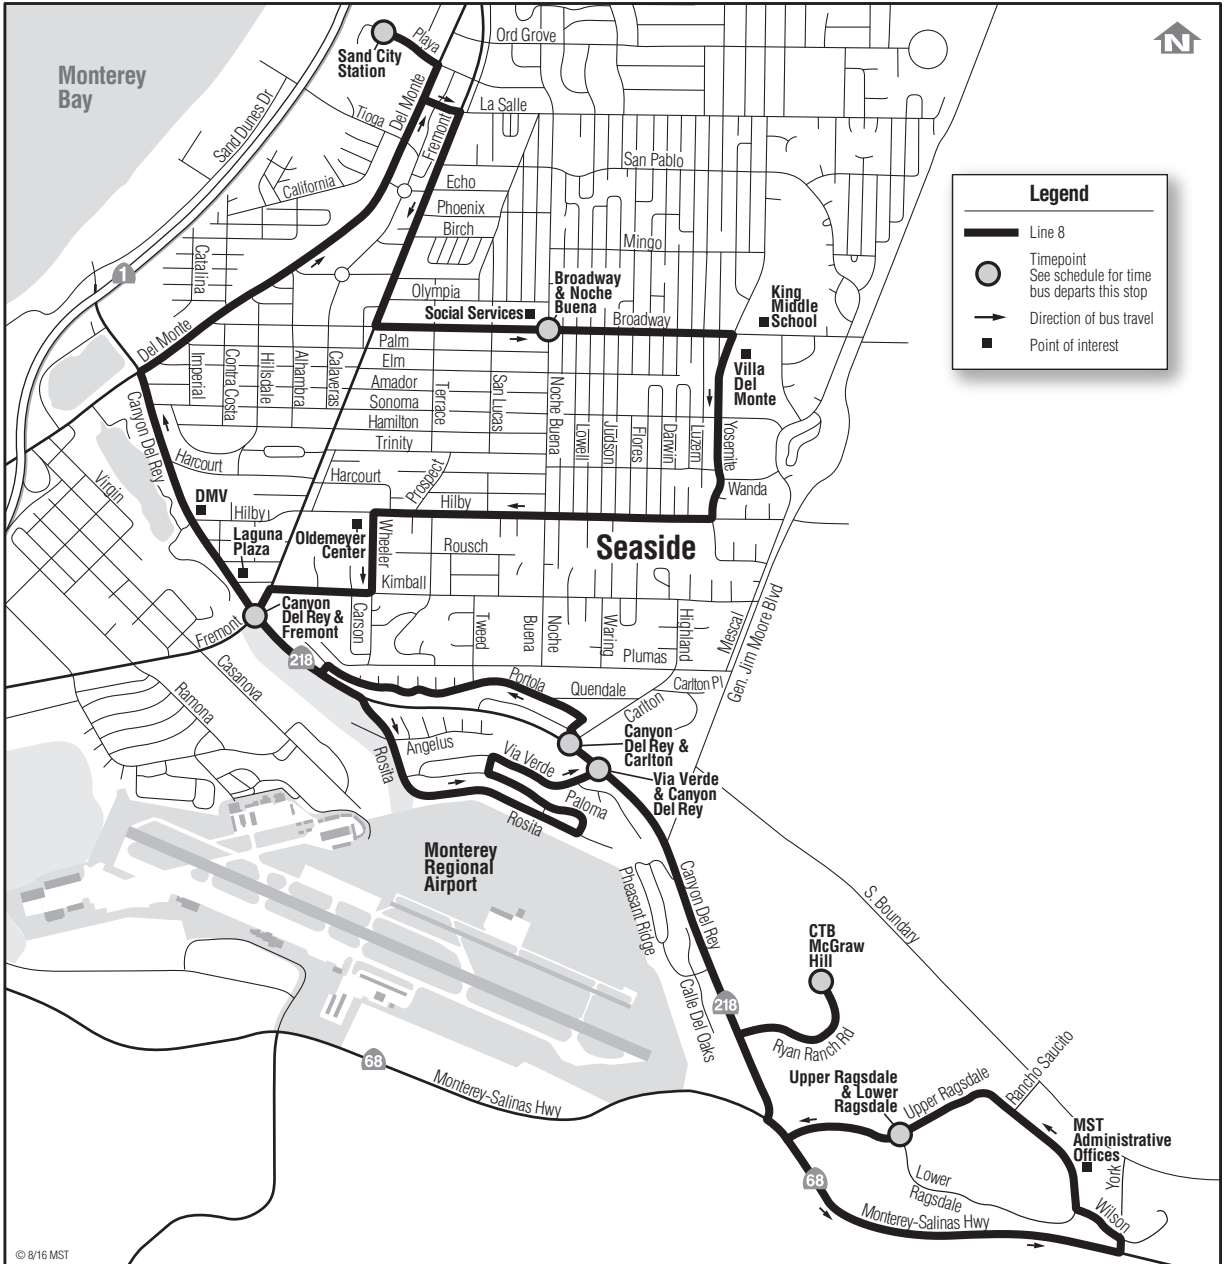 Ord Grove
N
Playa
Sand City
Station
Monterey
Bay
Del Monte
La Salle
Tioga
Sand Dunes Dr
Fremont
San Pablo
California
Echo
Phoenix
Birch
Legend
Line 8
Timepoint
See schedule for time
bus departs this stop
Direction of bus travel
Point of interest
Catalina
Mingo
1
Olympia
Broadway
& Noche
Buena
King
Middle
School
Social Services
Broadway
Del Monte
Palm
Elm
Amador
Sonoma
Hamilton
Trinity
Imperial
Contra Costa
Hillsdale
Alhambra
Calaveras
Terrace
San Lucas
Noche Buena
Lowell
Judson
Flores
Darwin
Luzern
Yosemite
Villa
Del
Monte
Canyon Del Rey
Harcourt
Harcourt
Prospect
Virgin
DMV
Hilby
Hilby
Wanda
Laguna
Plaza
Oldemeyer
Center
Wheeler
Rousch
Seaside
Kimball
Canyon
Del Rey &
Fremont
Carson
Tweed
Buena
Noche
Waring
Highland
Mescal
Gen. Jim Moore Blvd
Fremont
Plumas
218
Casanova
Ramona
Portola
Quendale
Carlton Pl
Carlton
Canyon
Del Rey &
Carlton
Angelus
Rosita
Via Verde
Via Verde
& Canyon
Del Rey
Paloma
Rosita
Monterey
Regional
Airport
Pheasant Ridge
Canyon Del Rey
S. Boundary
CTB
McGraw
Hill
Calle Del Oaks
218
Ryan Ranch Rd
68
Monterey-Salinas Hwy
Upper Ragsdale
& Lower
Ragsdale
Upper Ragsdale
Rancho Saucito
MST
Administrative
Offices
York
68
Lower
Ragsdale
Monterey-Salinas Hwy
Wilson
© 8/16 MST